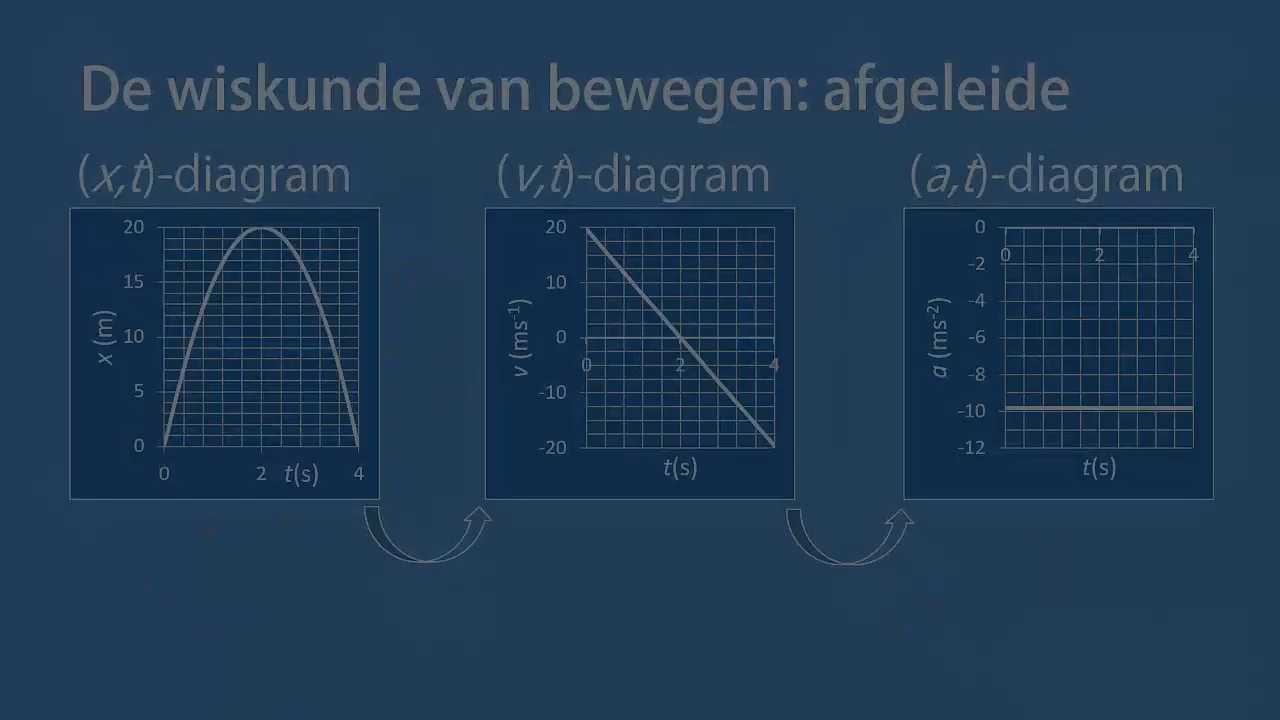 De wiskunde van bewegen: afgeleide
(x,t)-diagram
(v,t)-diagram
(a,t)-diagram
20
15
10
5
0
x (m)
0 2 t(s) 4
20
10
0
-10
-20
v (ms-1)
0 2 4
t(s)
0
-2
-4
-6
-8
-10
-12
a (ms-2)
0 2 4
t(s)